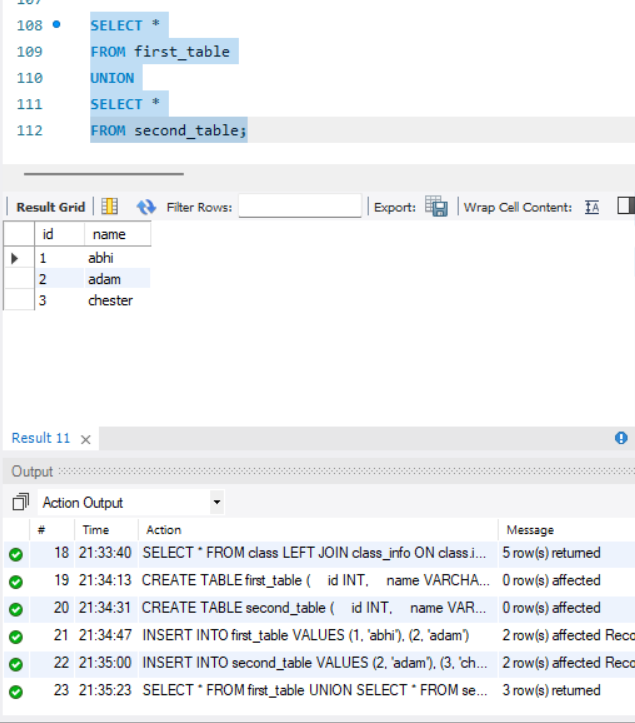 107
108 SELECT *
109 FROM first_table
110 UNION
111 SELECT *
112 FROM second_table;
Result Grid Filter Rows: Export: Wrap Cell Content:
id name
1 abhi
2 adam
3 chester
Result 11
Output
Action Output
# Time Action Message
18 21:33:40 SELECT * FROM class LEFT JOIN class_info ON class.i... 5 row(s) returned
19 21:34:13 CREATE TABLE first_table ( id INT, name VARCHA... 0 row(s) affected
20 21:34:31 CREATE TABLE second_table ( id INT, name VAR... 0 row(s) affected
21 21:34:47 INSERT INTO first_table VALUES (1, 'abhi'), (2, 'adam') 2 row(s) affected Reco
22 21:35:00 INSERT INTO second_table VALUES (2, 'adam'), (3, 'ch... 2 row(s) affected Reco
23 21:35:23 SELECT * FROM first_table UNION SELECT * FROM se... 3 row(s) returned